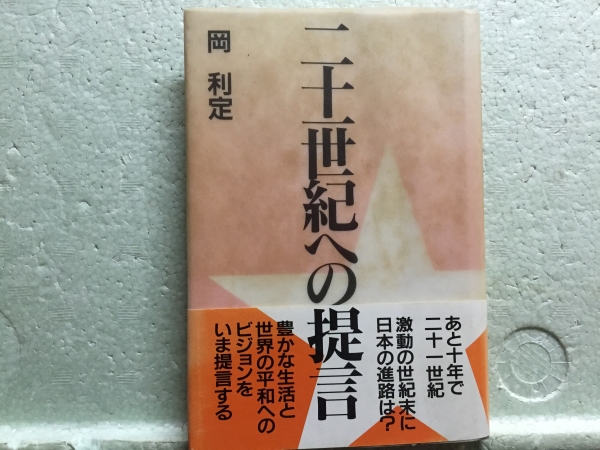 二十一世紀への提言
岡 利定
あと十年で
二十一世紀
激動の世紀末に
日本の進路は?
豊かな生活と
世界の平和への
ビジョンを
いま提言する